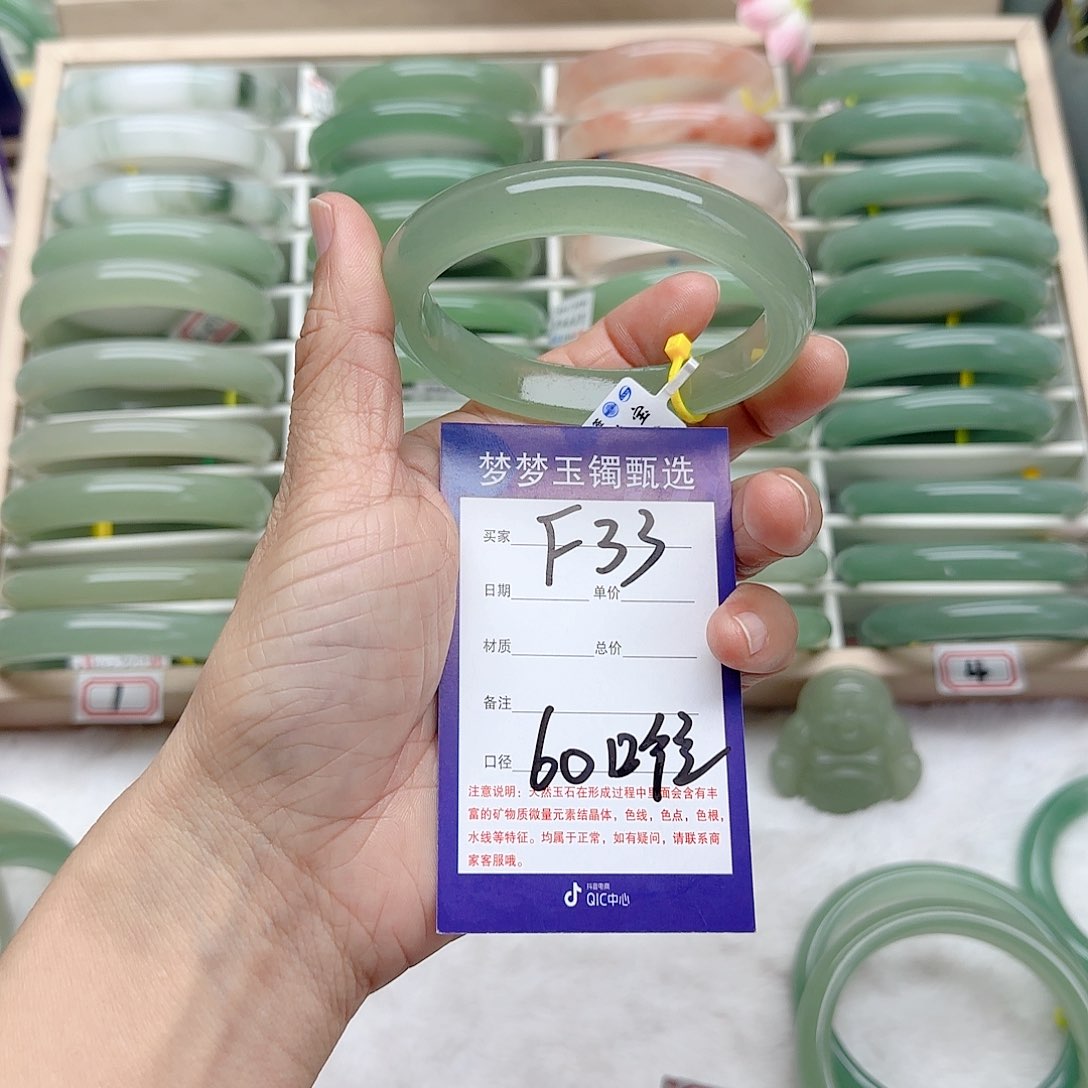 梦梦玉镯甄选
买家 F33
日期 单价
材质 总价
备注
口径 60口径
注意说明：天然玉石在形成过程中里面会含有丰
富的矿物质微量元素结晶体，色线，色点，色根，
水线等特征。均属于正常，如有疑问，请联系商
家客服哦。
抖音电商
QIC中心
1
4